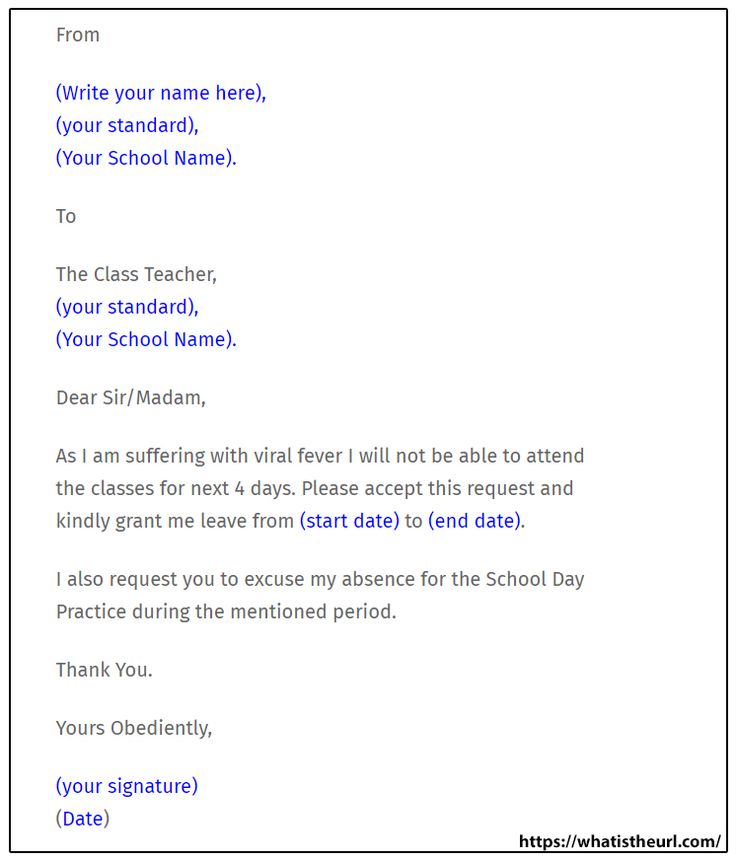 From
(Write your name here),
(your standard),
(Your School Name).
To
The Class Teacher,
(your standard),
(Your School Name).
Dear Sir/Madam,
As I am suffering with viral fever I will not be able to attend
the classes for next 4 days. Please accept this request and
kindly grant me leave from (start date) to (end date).
I also request you to excuse my absence for the School Day
Practice during the mentioned period.
Thank You.
Yours Obediently,
(your signature)
(Date)
https://whatistheurl.com/